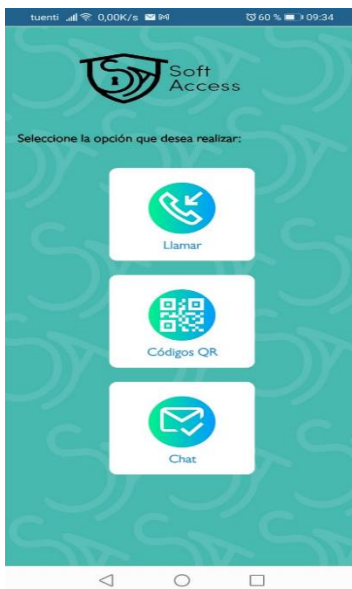 tuenti 0,00K/s 60 % 09:34
Soft
Access
Seleccione la opción que desea realizar:
Llamar
Códigos QR
Chat